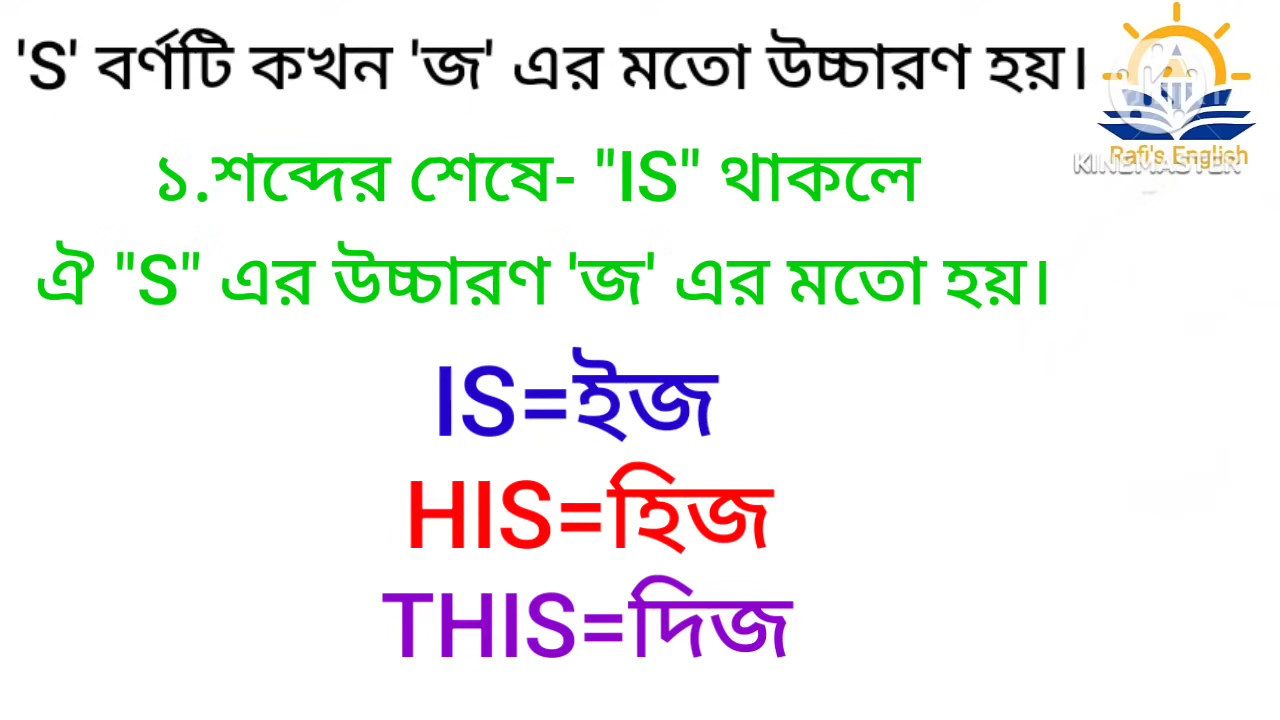 'S' বর্ণটি কখন 'জ' এর মতো উচ্চারণ হয়।
Rafi's English
KINEMASTER
১.শব্দের শেষে- "IS" থাকলে
ঐ "S" এর উচ্চারণ 'জ' এর মতো হয়।
IS=ইজ
HIS=হিজ
THIS=দিজ